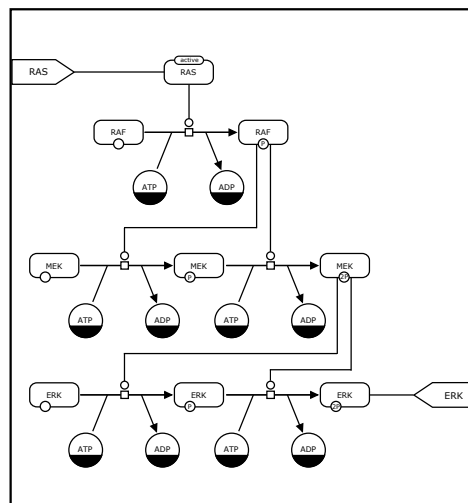 active
RAS
RAS
RAF
RAF
P
ATP
ADP
MEK
MEK
P
MEK
2P
ATP
ADP
ATP
ADP
ERK
ERK
P
ERK
2P
ERK
ATP
ADP
ATP
ADP